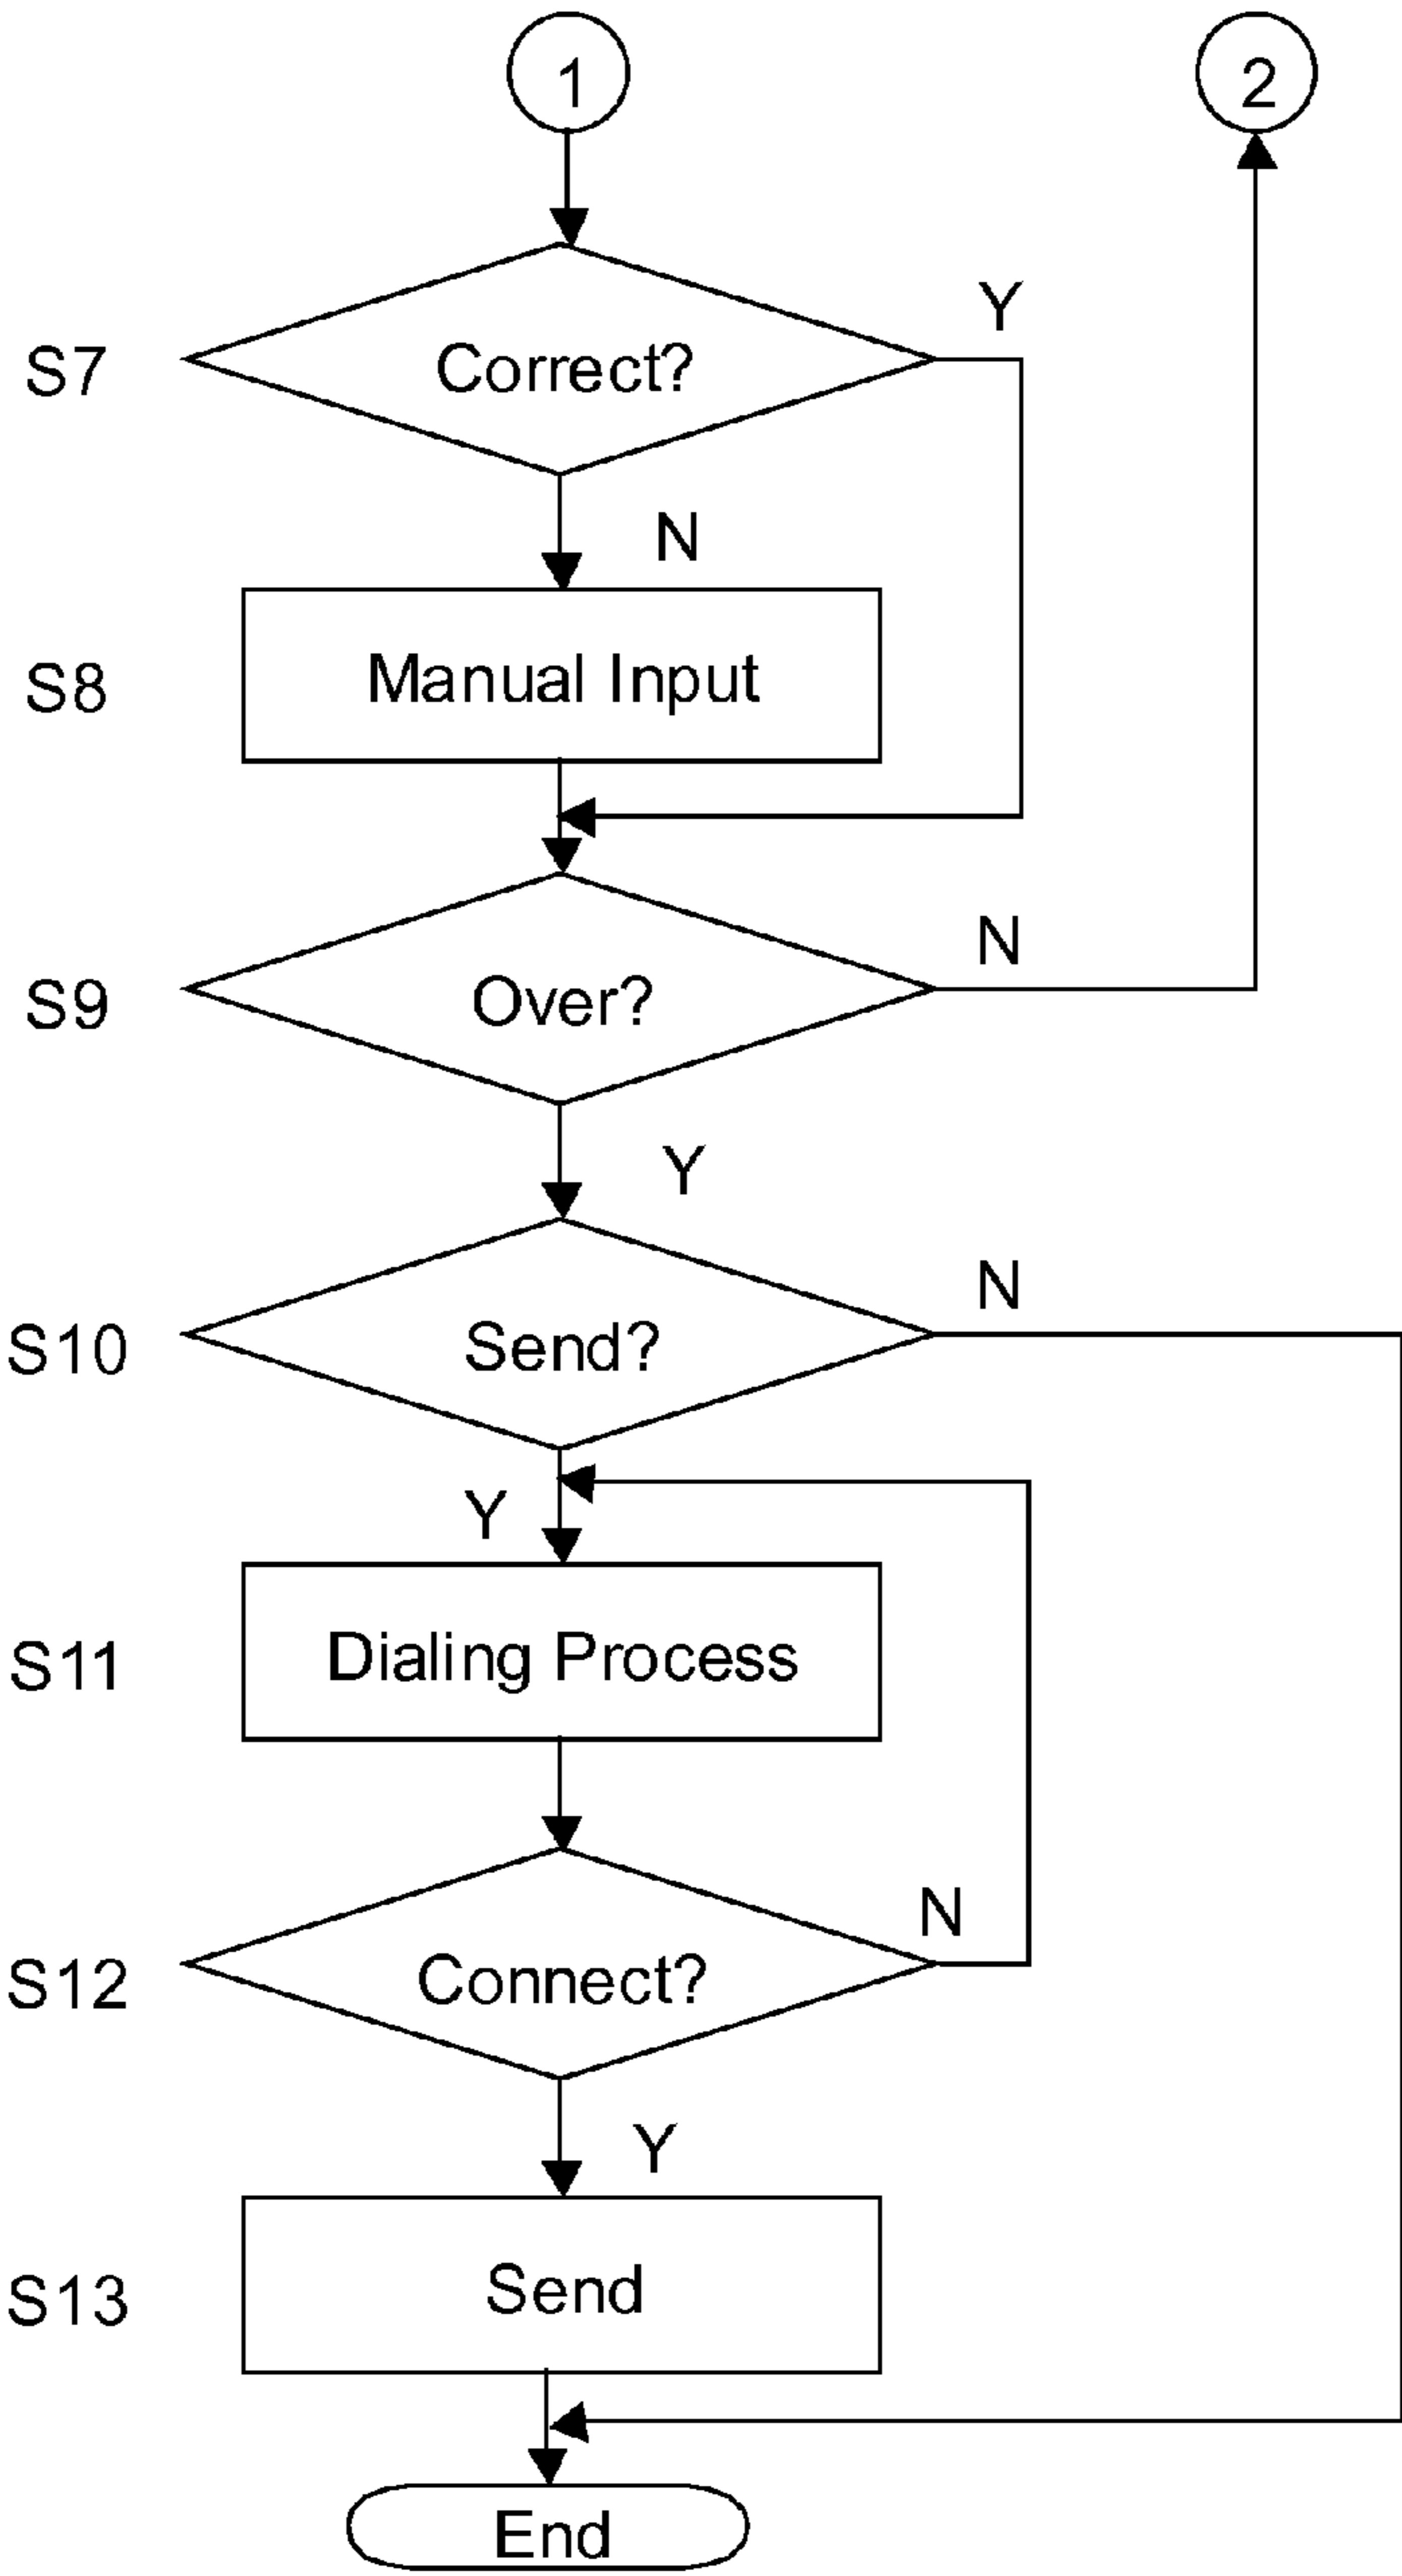 1
2
S7
Correct?
Y
N
S8
Manual Input
S9
Over?
N
Y
S10
Send?
N
Y
S11
Dialing Process
S12
Connect?
N
Y
S13
Send
End